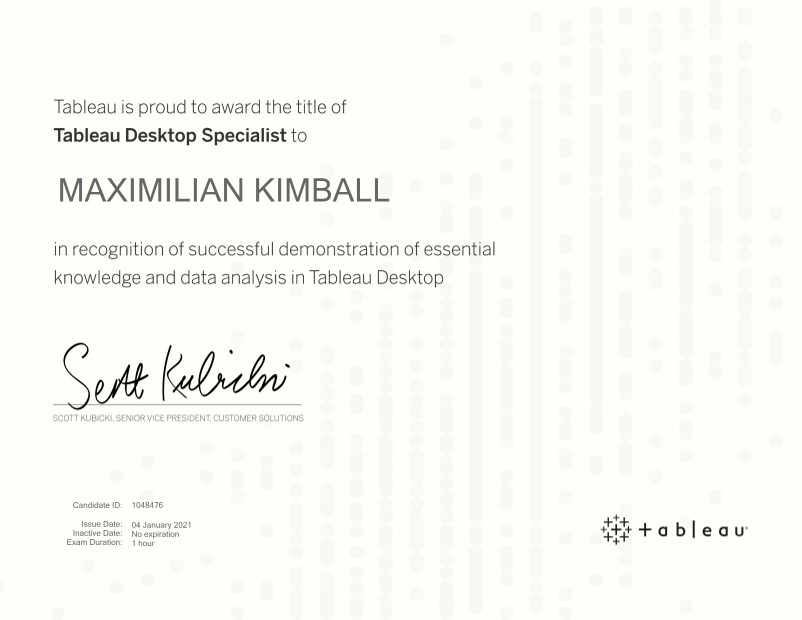 Tableau is proud to award the title of
Tableau Desktop Specialist to
MAXIMILIAN KIMBALL
in recognition of successful demonstration of essential
knowledge and data analysis in Tableau Desktop
Scott Kubicki
SCOTT KUBICKI, SENIOR VICE PRESIDENT, CUSTOMER SOLUTIONS
Candidate ID: 1048476
Issue Date: 04 January 2021
Inactive Date: No expiration
Exam Duration: 1 hour
+ableau